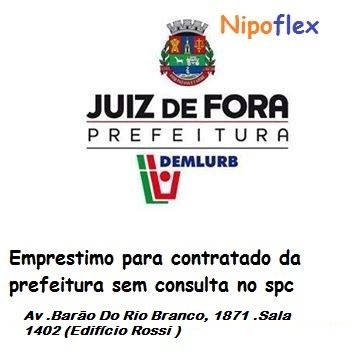 Nipoflex
JUIZ DE FORA
PREFEITURA
DEMLURB
Emprestimo para contratado da
prefeitura sem consulta no spc
Av .Barão Do Rio Branco, 1871 .Sala
1402 (Edifício Rossi )